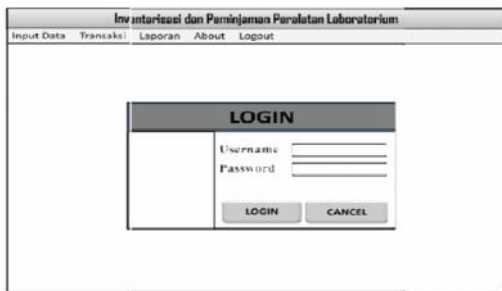 Inventarisasi dan Peminjaman Peralatan Laboratorium
Input Data Transaksi Laporan About Logout
LOGIN
Username
Password
LOGIN CANCEL